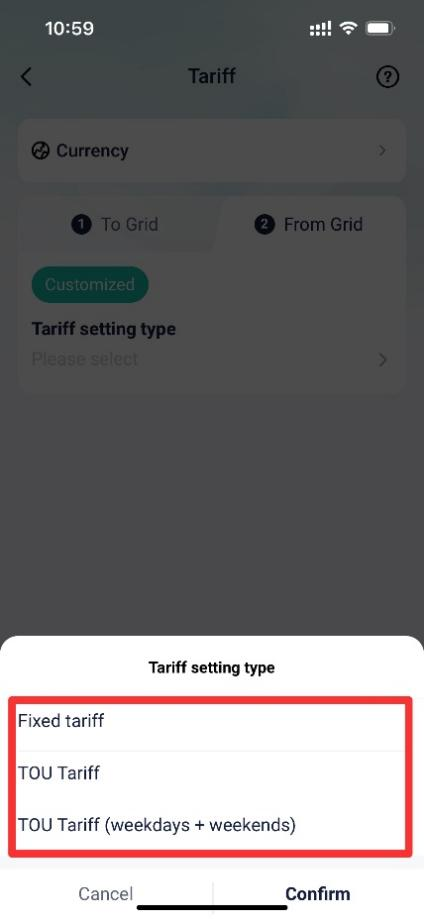 10:59
Tariff
Currency
1 To Grid
2 From Grid
Customized
Tariff setting type
Please select
Tariff setting type
Fixed tariff
TOU Tariff
TOU Tariff (weekdays + weekends)
Cancel
Confirm